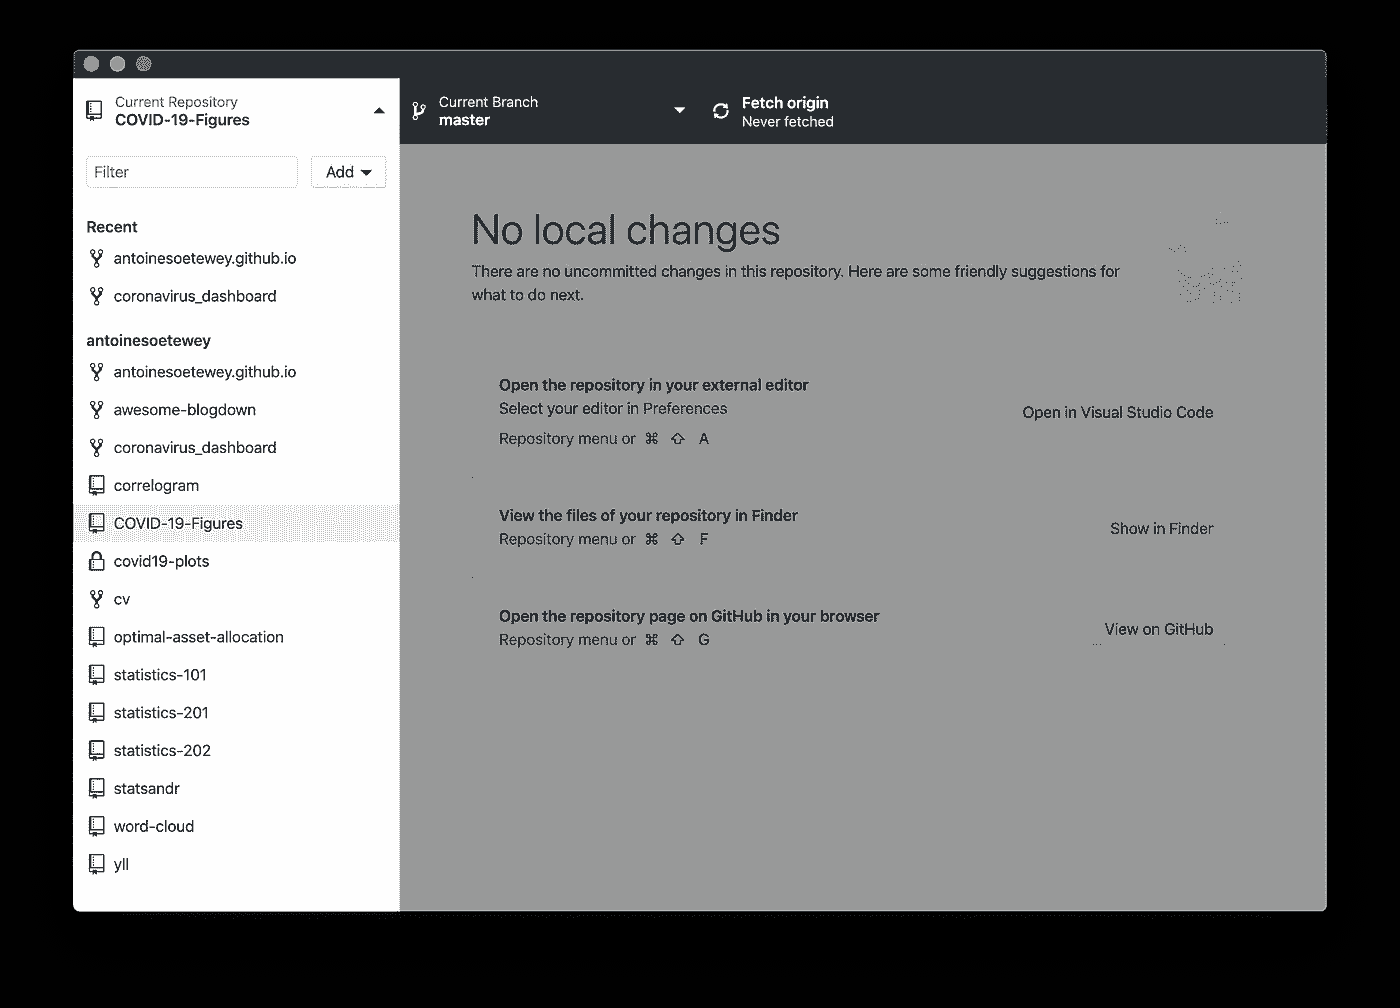 Current Repository
COVID-19-Figures
Current Branch
master
Fetch origin
Never fetched
Filter
Add
Recent
antoinesoetewey.github.io
coronavirus_dashboard
antoinesoetewey
antoinesoetewey.github.io
awesome-blogdown
coronavirus_dashboard
correlogram
COVID-19-Figures
covid19-plots
cv
optimal-asset-allocation
statistics-101
statistics-201
statistics-202
statsandr
word-cloud
yll
No local changes
There are no uncommitted changes in this repository. Here are some friendly suggestions for
what to do next.
Open the repository in your external editor
Select your editor in Preferences
Repository menu or ⌘ ⇧ A
Open in Visual Studio Code
View the files of your repository in Finder
Repository menu or ⌘ ⇧ F
Show in Finder
Open the repository page on GitHub in your browser
Repository menu or ⌘ ⇧ G
View on GitHub